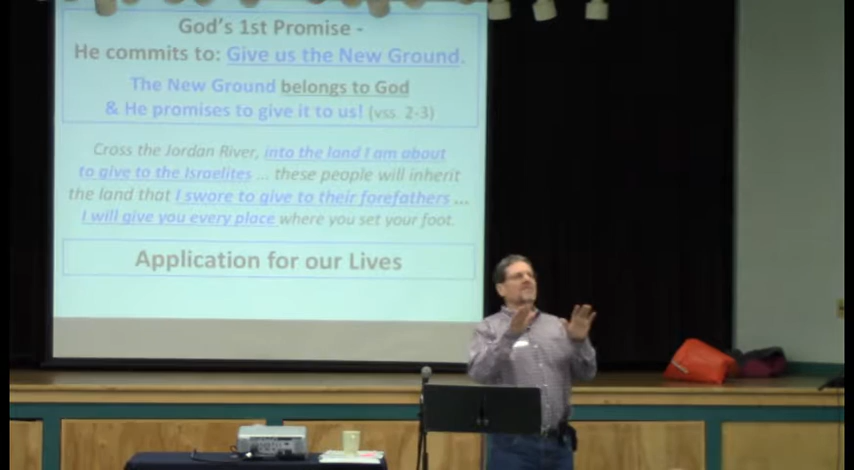 God's 1st Promise -
He commits to: Give us the New Ground.
The New Ground belongs to God
& He promises to give it to us! (vss. 2-3)
Cross the Jordan River, into the land I am about
to give to the Israelites ... these people will inherit
the land that I swore to give to their forefathers ...
I will give you every place where you set your foot.
Application for our Lives